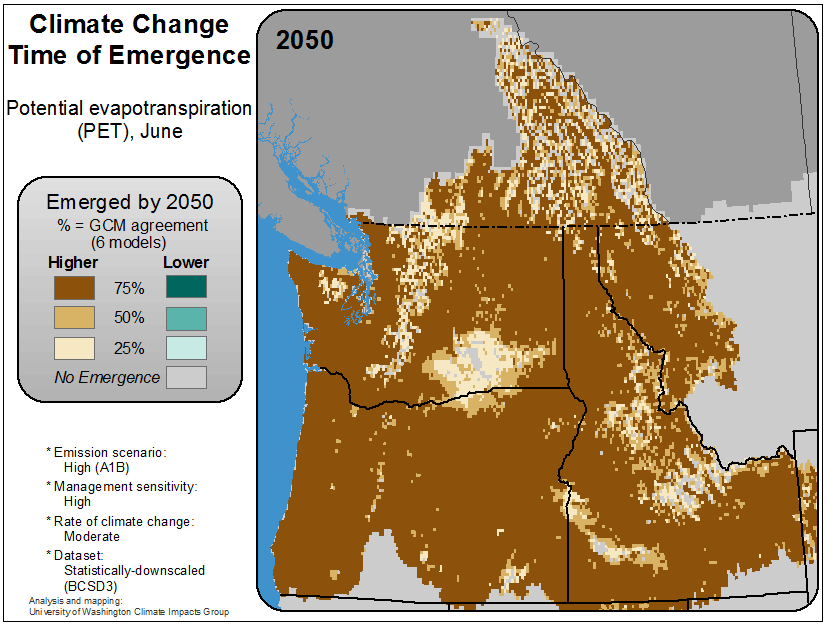 Climate Change
Time of Emergence
Potential evapotranspiration
(PET), June
Emerged by 2050
% = GCM agreement
(6 models)
Higher Lower
75%
50%
25%
No Emergence
* Emission scenario:
High (A1B)
* Management sensitivity:
High
* Rate of climate change:
Moderate
* Dataset:
Statistically-downscaled
(BCSD3)
Analysis and mapping:
University of Washington Climate Impacts Group
2050